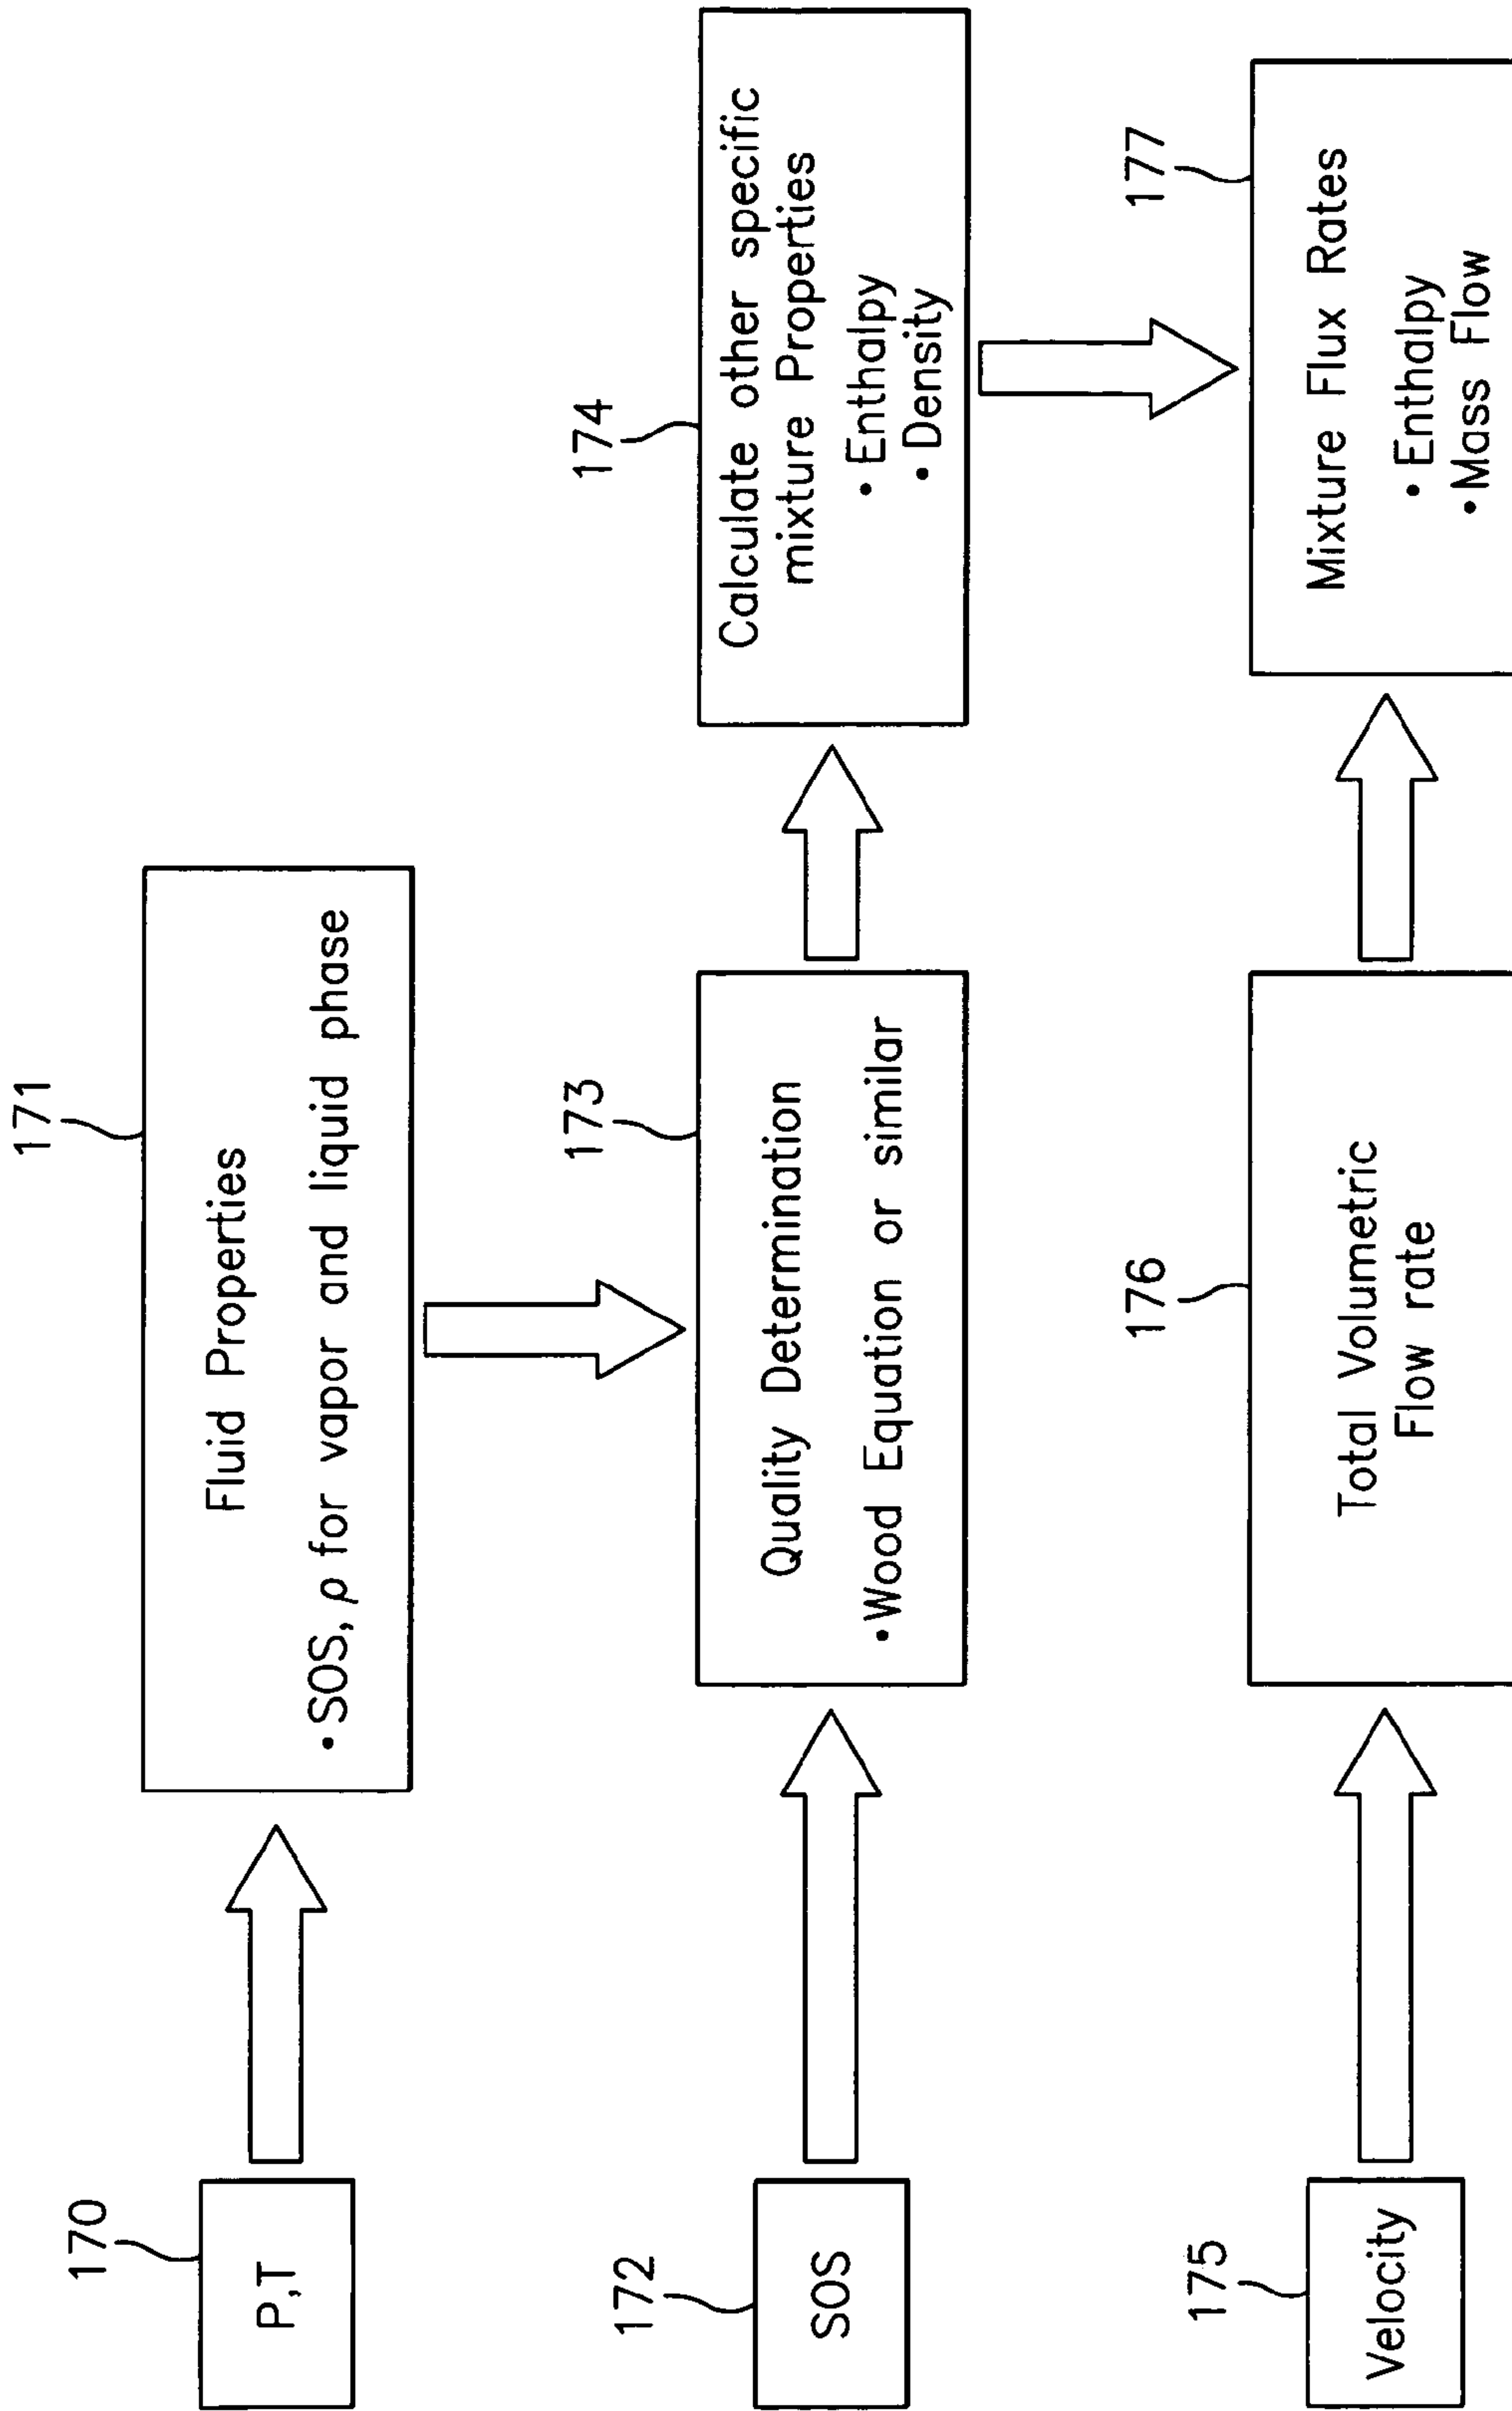 170
P,T
171
Fluid Properties
• SOS, ρ for vapor and liquid phase
172
SOS
173
Quality Determination
• Wood Equation or similar
174
Calculate other specific
mixture Properties
• Enthalpy
• Density
175
Velocity
176
Total Volumetric
Flow rate
177
Mixture Flux Rates
• Enthalpy
• Mass Flow